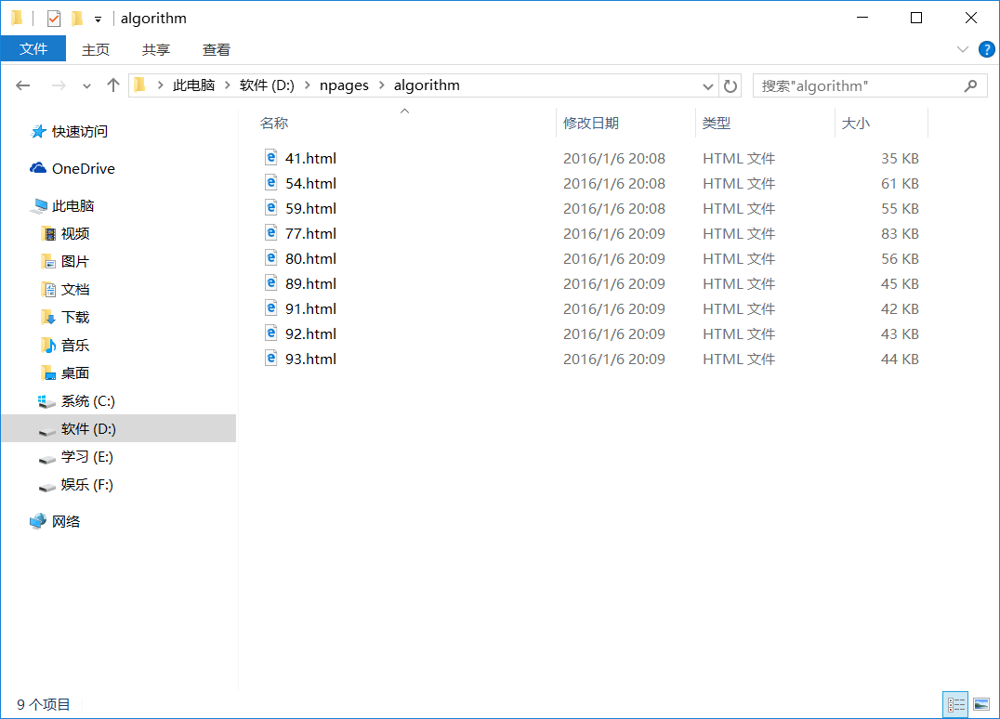 algorithm
文件 主页 共享 查看
此电脑 软件 (D:) npages algorithm 搜索"algorithm"
名称 修改日期 类型 大小
快速访问
OneDrive
此电脑
视频
图片
文档
下载
音乐
桌面
系统 (C:)
软件 (D:)
学习 (E:)
娱乐 (F:)
网络
41.html 2016/1/6 20:08 HTML 文件 35 KB
54.html 2016/1/6 20:08 HTML 文件 61 KB
59.html 2016/1/6 20:08 HTML 文件 55 KB
77.html 2016/1/6 20:09 HTML 文件 83 KB
80.html 2016/1/6 20:09 HTML 文件 56 KB
89.html 2016/1/6 20:09 HTML 文件 45 KB
91.html 2016/1/6 20:09 HTML 文件 42 KB
92.html 2016/1/6 20:09 HTML 文件 43 KB
93.html 2016/1/6 20:09 HTML 文件 44 KB
9 个项目